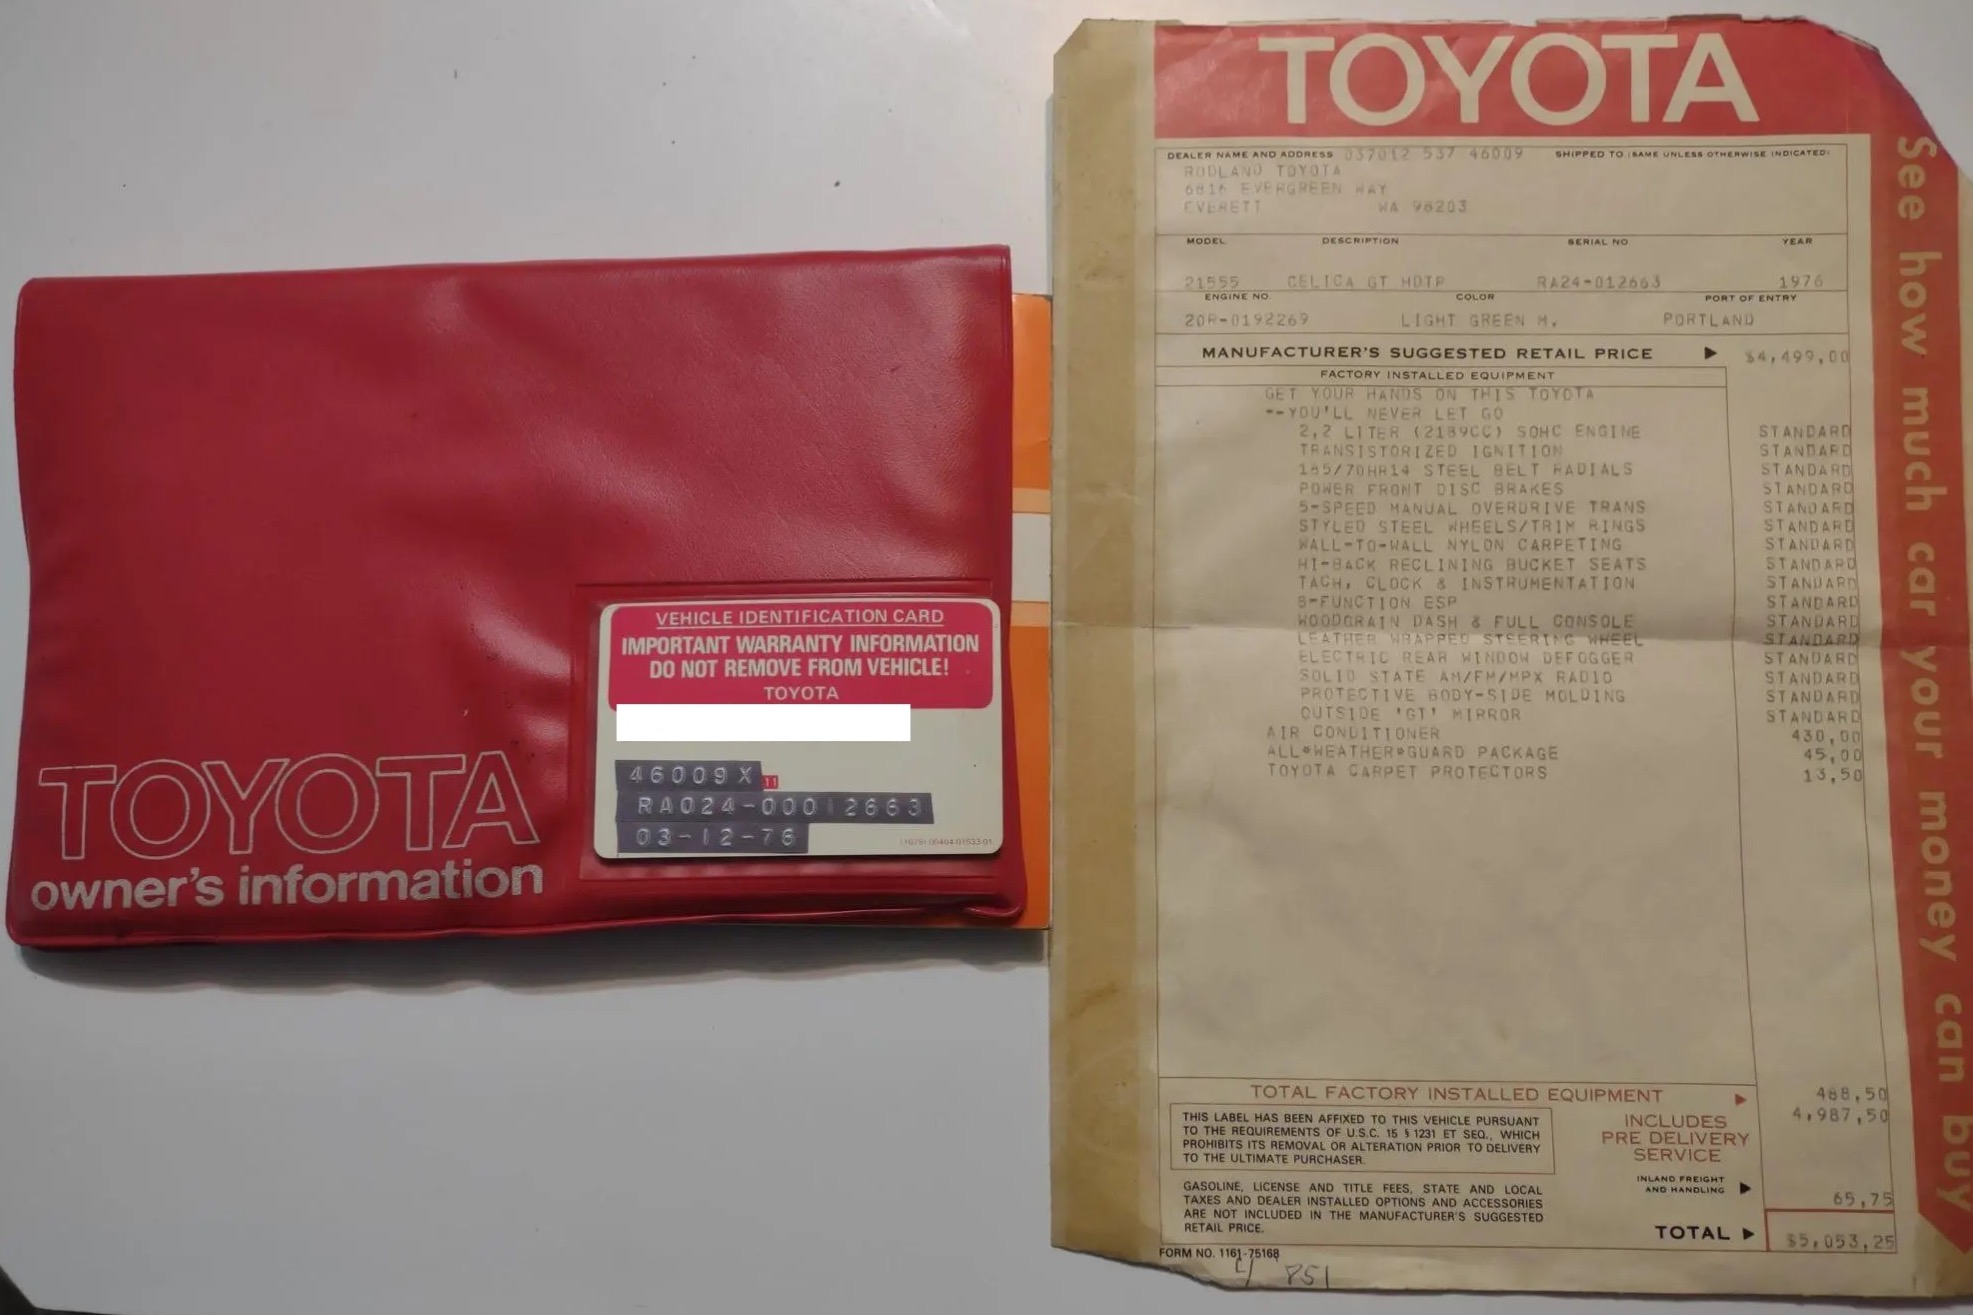 TOYOTA
owner's information
VEHICLE IDENTIFICATION CARD
IMPORTANT WARRANTY INFORMATION
DO NOT REMOVE FROM VEHICLE!
TOYOTA
46009X 11
RA024-00012663
03-12-76
TOYOTA
See how much car your money can buy
DEALER NAME AND ADDRESS 037012 537 46009 SHIPPED TO (SAME UNLESS OTHERWISE INDICATED)
RODLAND TOYOTA
6816 EVERGREEN WAY
EVERETT WA 98203
MODEL DESCRIPTION SERIAL NO YEAR
21555 CELICA GT HDTP RA24-012663 1976
ENGINE NO. COLOR PORT OF ENTRY
20R-0192269 LIGHT GREEN M. PORTLAND
MANUFACTURER'S SUGGESTED RETAIL PRICE $4,499.00
FACTORY INSTALLED EQUIPMENT
GET YOUR HANDS ON THIS TOYOTA
--YOU'LL NEVER LET GO
2.2 LITER (2189CC) SOHC ENGINE STANDARD
TRANSISTORIZED IGNITION STANDARD
185/70HR14 STEEL BELT RADIALS STANDARD
POWER FRONT DISC BRAKES STANDARD
5-SPEED MANUAL OVERDRIVE TRANS STANDARD
STYLED STEEL WHEELS/TRIM RINGS STANDARD
WALL-TO-WALL NYLON CARPETING STANDARD
HI-BACK RECLINING BUCKET SEATS STANDARD
TACH, CLOCK & INSTRUMENTATION STANDARD
8-FUNCTION ESP STANDARD
WOODGRAIN DASH & FULL CONSOLE STANDARD
LEATHER WRAPPED STEERING WHEEL STANDARD
ELECTRIC REAR WINDOW DEFOGGER STANDARD
SOLID STATE AM/FM/MPX RADIO STANDARD
PROTECTIVE BODY-SIDE MOLDING STANDARD
OUTSIDE 'GT' MIRROR STANDARD
AIR CONDITIONER 430.00
ALL*WEATHER*GUARD PACKAGE 45.00
TOYOTA CARPET PROTECTORS 13.50
TOTAL FACTORY INSTALLED EQUIPMENT 488.50
4,987.50
THIS LABEL HAS BEEN AFFIXED TO THIS VEHICLE PURSUANT
TO THE REQUIREMENTS OF U.S.C. 15 § 1231 ET SEQ., WHICH
PROHIBITS ITS REMOVAL OR ALTERATION PRIOR TO DELIVERY
TO THE ULTIMATE PURCHASER.
INCLUDES
PRE DELIVERY
SERVICE
INLAND FREIGHT
AND HANDLING 65.75
GASOLINE, LICENSE AND TITLE FEES, STATE AND LOCAL
TAXES AND DEALER INSTALLED OPTIONS AND ACCESSORIES
ARE NOT INCLUDED IN THE MANUFACTURER'S SUGGESTED
RETAIL PRICE.
TOTAL $5,053.25
FORM NO. 1161-75168
851